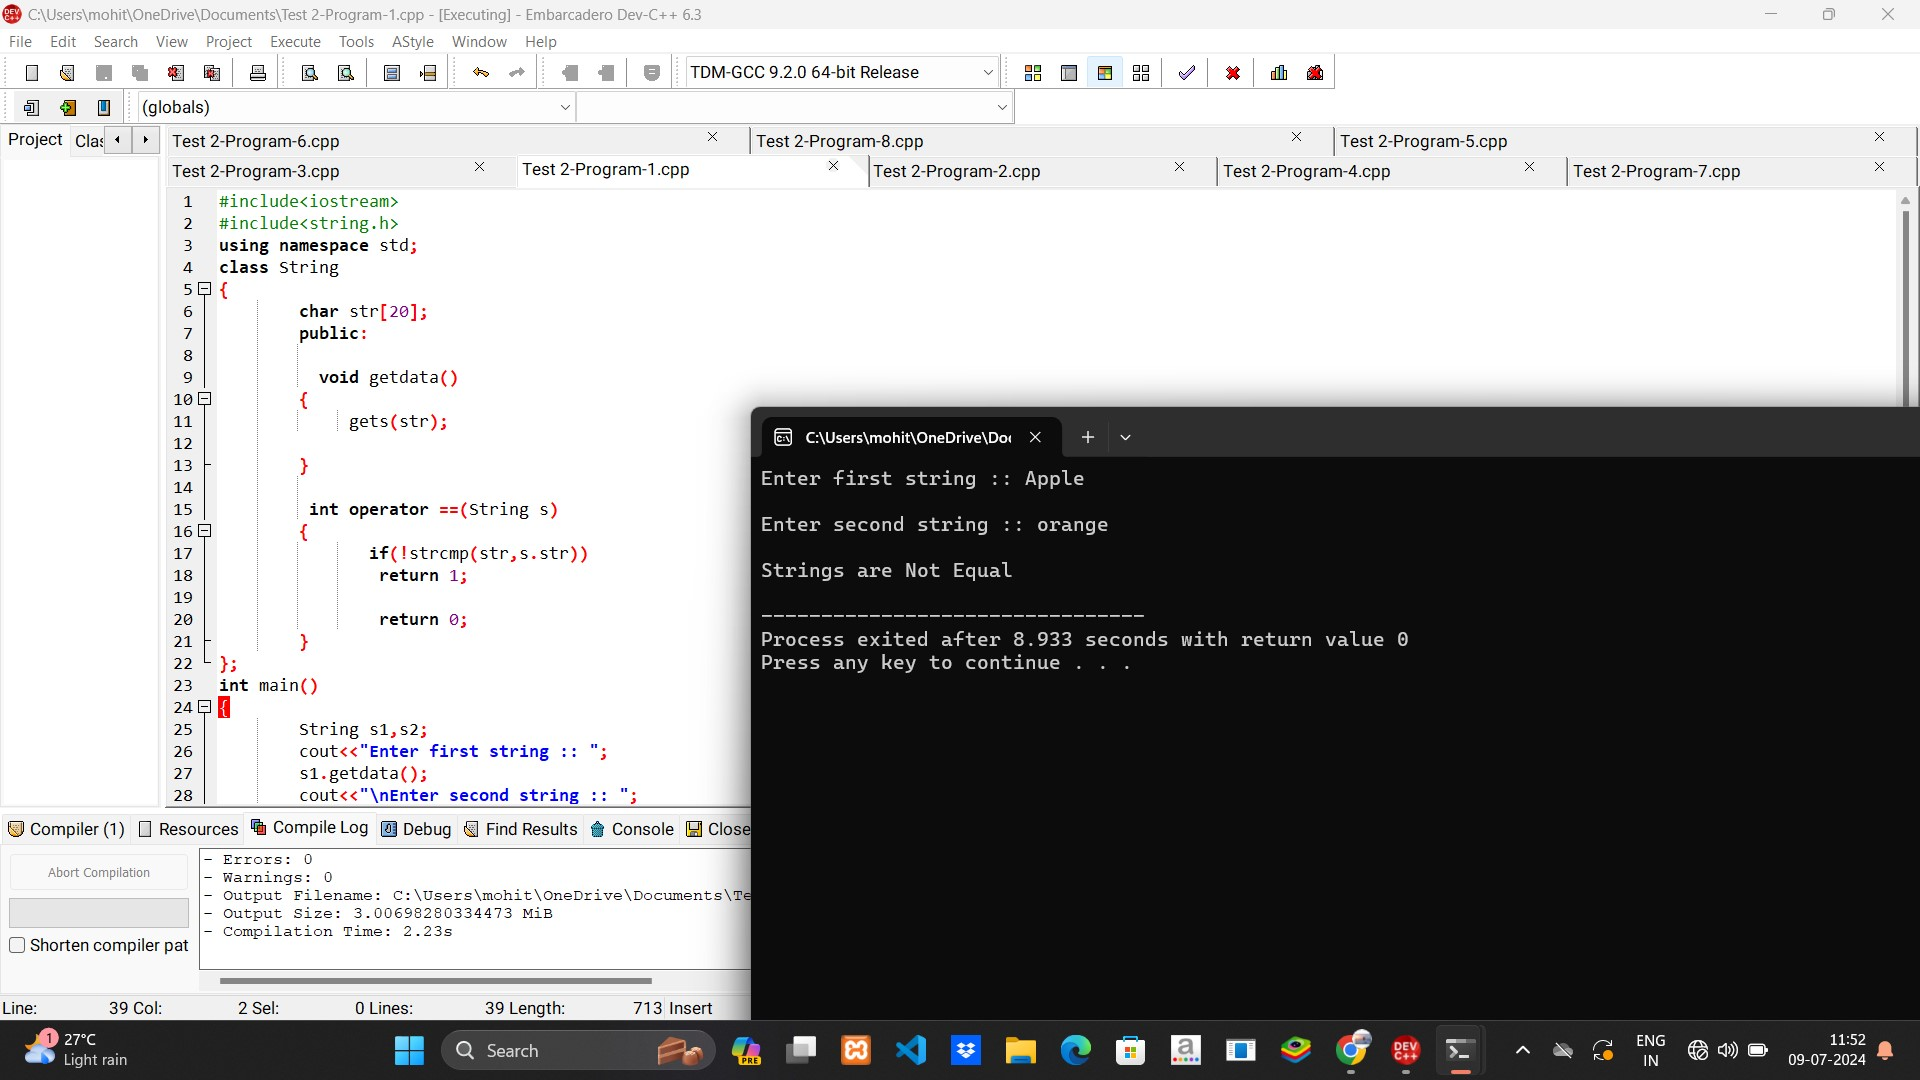 C:\Users\mohit\OneDrive\Documents\Test 2-Program-1.cpp - [Executing] - Embarcadero Dev-C++ 6.3
File Edit Search View Project Execute Tools AStyle Window Help
TDM-GCC 9.2.0 64-bit Release
(globals)
Project Clas
Test 2-Program-6.cpp Test 2-Program-8.cpp Test 2-Program-5.cpp
Test 2-Program-3.cpp Test 2-Program-1.cpp Test 2-Program-2.cpp Test 2-Program-4.cpp Test 2-Program-7.cpp
1 #include<iostream>
2 #include<string.h>
3 using namespace std;
4 class String
5 {
6 char str[20];
7 public:
8
9 void getdata()
10 {
11 gets(str);
12
13 }
14
15 int operator ==(String s)
16 {
17 if(!strcmp(str,s.str))
18 return 1;
19
20 return 0;
21 }
22 };
23 int main()
24 {
25 String s1,s2;
26 cout<<"Enter first string :: ";
27 s1.getdata();
28 cout<<"\nEnter second string :: ";
C:\Users\mohit\OneDrive\Doc
Enter first string :: Apple
Enter second string :: orange
Strings are Not Equal
--------------------------------
Process exited after 8.933 seconds with return value 0
Press any key to continue . . .
Compiler (1) Resources Compile Log Debug Find Results Console Close
Abort Compilation
Shorten compiler pat
- Errors: 0
- Warnings: 0
- Output Filename: C:\Users\mohit\OneDrive\Documents\Te
- Output Size: 3.00698280334473 MiB
- Compilation Time: 2.23s
Line: 39 Col: 2 Sel: 0 Lines: 39 Length: 713 Insert
1
27°C
Light rain
Search
PRE
DEV C++
ENG
IN
11:52
09-07-2024